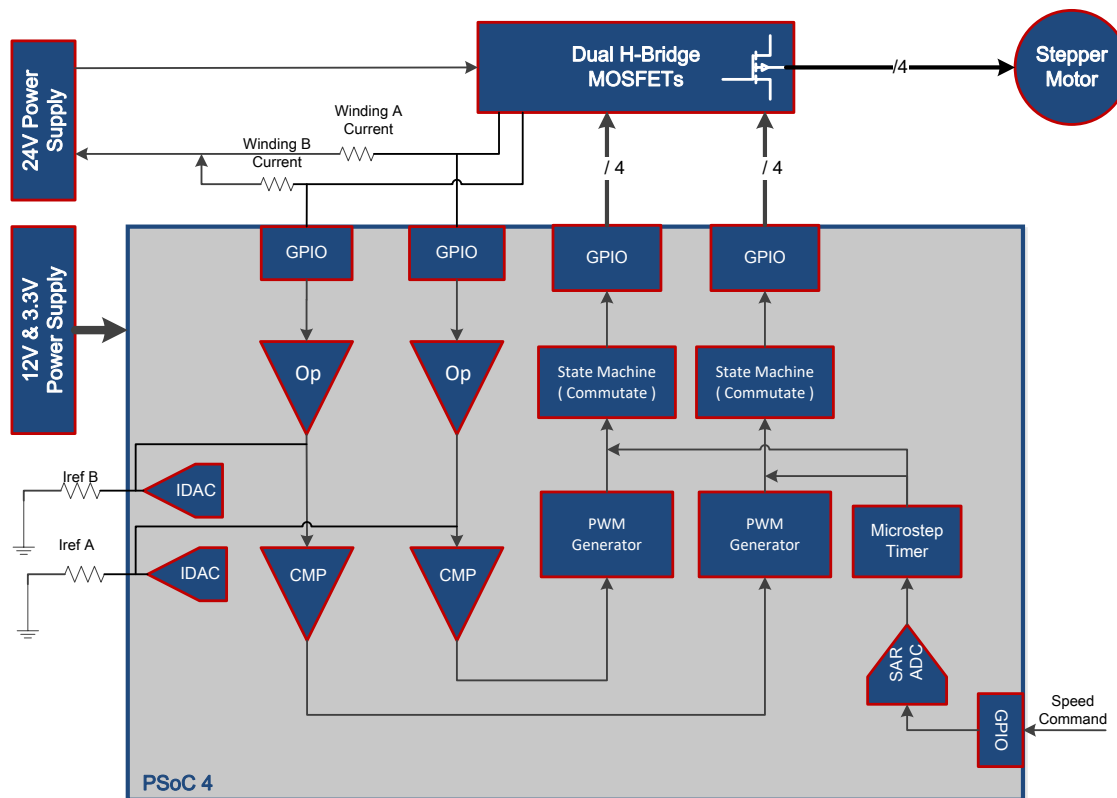 Dual H-Bridge
MOSFETs
/4
Stepper
Motor
24V Power
Supply
Winding A
Current
Winding B
Current
/ 4
/ 4
12V & 3.3V
Power Supply
GPIO
GPIO
GPIO
GPIO
Op
Op
State Machine
( Commutate )
State Machine
( Commutate )
Iref B
IDAC
Iref A
IDAC
CMP
CMP
PWM
Generator
PWM
Generator
Microstep
Timer
SAR
ADC
GPIO
Speed
Command
PSoC 4